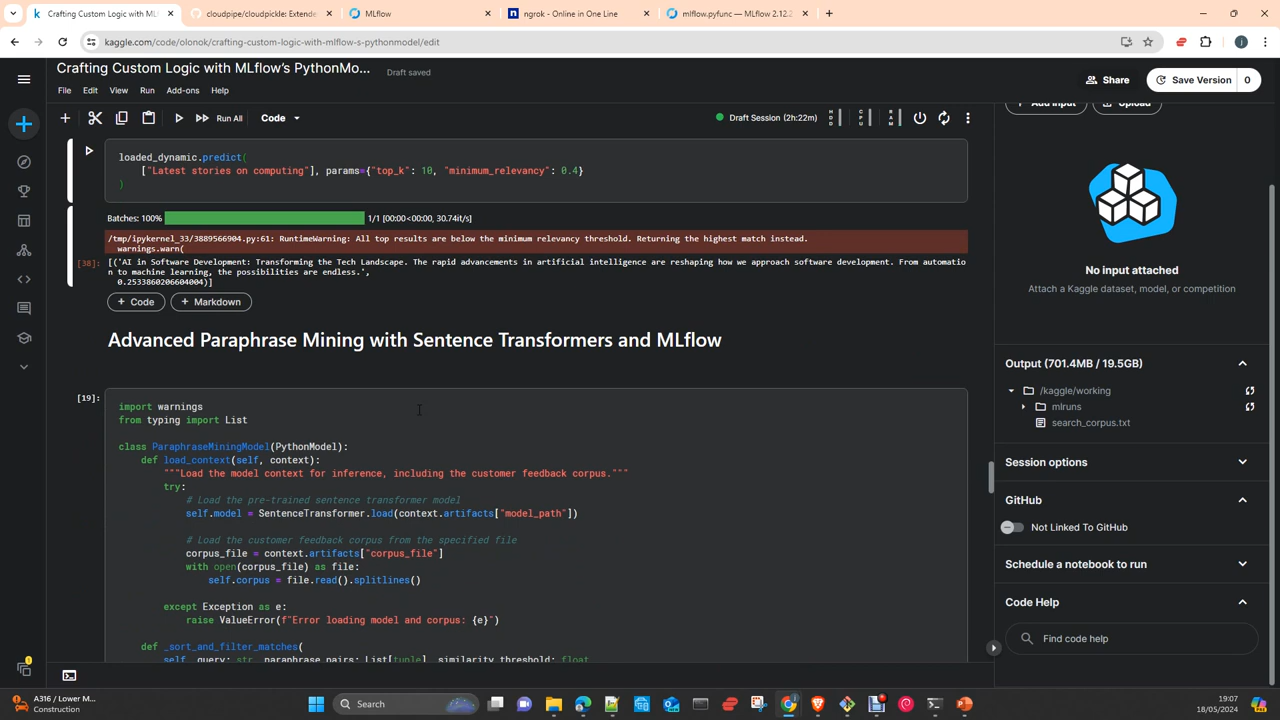 Crafting Custom Logic with ML
cloudpipe/cloudpickle: Extende
MLflow
ngrok - Online in One Line
mlflow.pyfunc — MLflow 2.12.2
kaggle.com/code/olonok/crafting-custom-logic-with-mlflow-s-pythonmodel/edit
Crafting Custom Logic with MLflow’s PythonMo...
Draft saved
Share
Save Version
0
File
Edit
View
Run
Add-ons
Help
Run All
Code
Draft Session (2h:22m)
HDD
CPU
RAM
Add Input
Upload
loaded_dynamic.predict(
["Latest stories on computing"], params={"top_k": 10, "minimum_relevancy": 0.4}
)
Batches: 100%
1/1 [00:00<00:00, 30.74it/s]
/tmp/ipykernel_33/3889566904.py:61: RuntimeWarning: All top results are below the minimum relevancy threshold. Returning the highest match instead.
warnings.warn(
[38]:
[('AI in Software Development: Transforming the Tech Landscape. The rapid advancements in artificial intelligence are reshaping how we approach software development. From automatio
n to machine learning, the possibilities are endless.',
0.2533860206604004)]
+ Code
+ Markdown
Advanced Paraphrase Mining with Sentence Transformers and MLflow
[19]:
import warnings
from typing import List
class ParaphraseMiningModel(PythonModel):
def load_context(self, context):
"""Load the model context for inference, including the customer feedback corpus."""
try:
# Load the pre-trained sentence transformer model
self.model = SentenceTransformer.load(context.artifacts["model_path"])
# Load the customer feedback corpus from the specified file
corpus_file = context.artifacts["corpus_file"]
with open(corpus_file) as file:
self.corpus = file.read().splitlines()
except Exception as e:
raise ValueError(f"Error loading model and corpus: {e}")
def _sort_and_filter_matches(
self, query: str, paraphrase_pairs: List[tuple], similarity_threshold: float
No input attached
Attach a Kaggle dataset, model, or competition
Output (701.4MB / 19.5GB)
/kaggle/working
mlruns
search_corpus.txt
Session options
GitHub
Not Linked To GitHub
Schedule a notebook to run
Code Help
Find code help
A316 / Lower M...
Construction
Search
19:07
18/05/2024